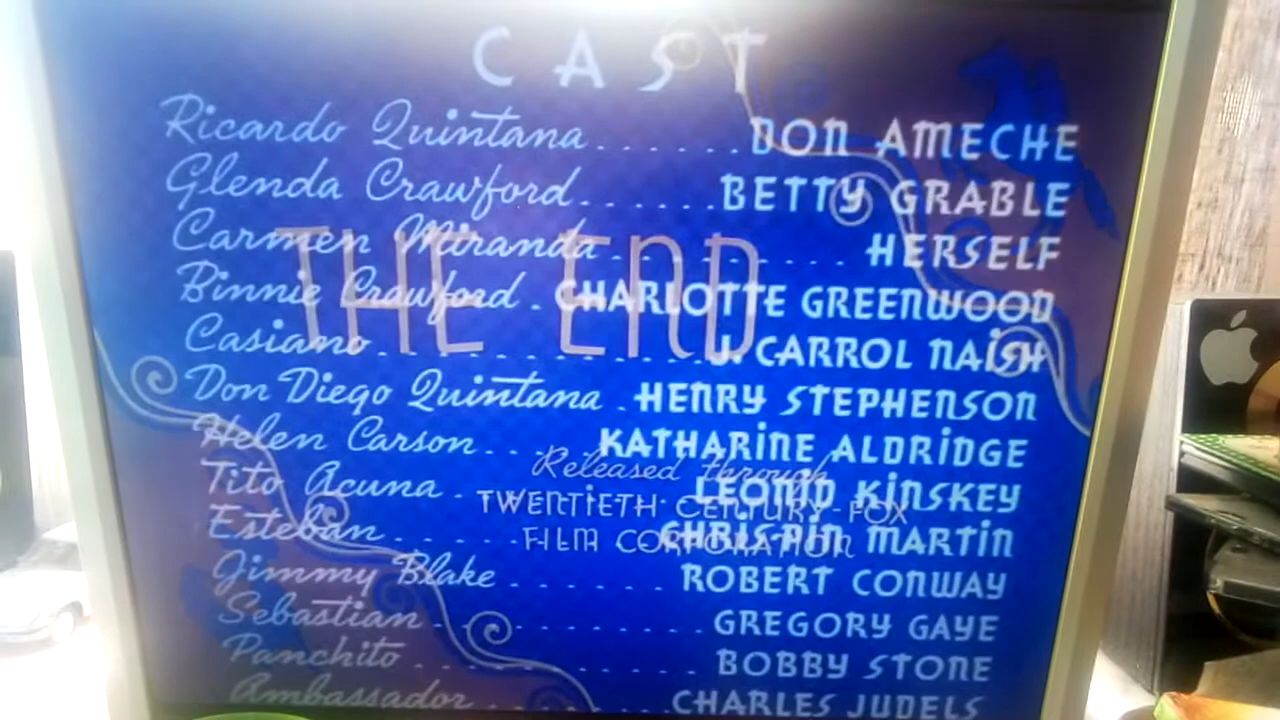 CAST
Ricardo Quintana......DON AMECHE
Glenda Crawford......BETTY GRABLE
Carmen Miranda.........HERSELF
THE END
Binnie Crawford.CHARLOTTE GREENWOOD
Casiano..................J. CARROL NAISH
Don Diego Quintana.HENRY STEPHENSON
Helen Carson....KATHARINE ALDRIDGE
Released through
Tito Acuna.........LEONID KINSKEY
TWENTIETH CENTURY-FOX
Esteban............CHRIS-PIN MARTIN
FILM CORPORATION
Jimmy Blake.........ROBERT CONWAY
Sebastian............GREGORY GAYE
Panchito.............BOBBY STONE
Ambassador.........CHARLES JUDELS